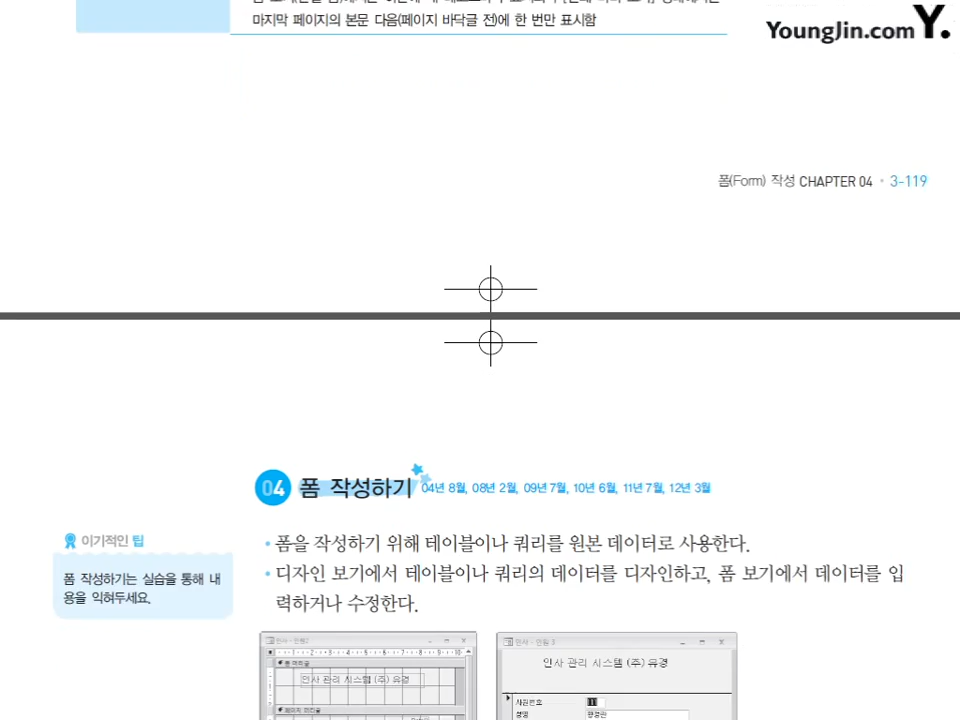 마지막 페이지의 본문 다음(페이지 바닥글 전)에 한 번만 표시함
YoungJin.com Y.
폼(Form) 작성 CHAPTER 04 • 3-119
04 폼 작성하기 04년 8월, 08년 2월, 09년 7월, 10년 6월, 11년 7월, 12년 3월
이기적인 팁
폼 작성하기는 실습을 통해 내
용을 익혀두세요.
• 폼을 작성하기 위해 테이블이나 쿼리를 원본 데이터로 사용한다.
• 디자인 보기에서 테이블이나 쿼리의 데이터를 디자인하고, 폼 보기에서 데이터를 입
력하거나 수정한다.
인사 관리 시스템 (주) 유경
인사 관리 시스템 (주) 유경
사원번호
성명